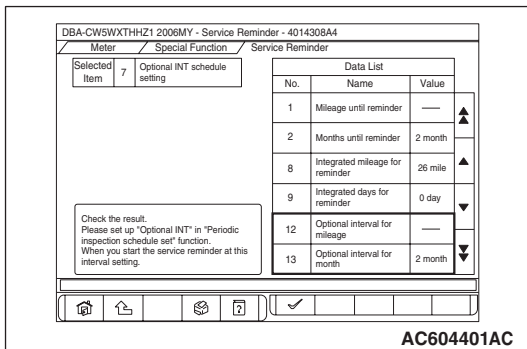 DBA-CW5WXTHHZ1 2006MY - Service Reminder - 4014308A4
Meter / Special Function / Service Reminder
Selected Item 7 Optional INT schedule setting
Data List
No. Name Value
1 Mileage until reminder —
2 Months until reminder 2 month
8 Integrated mileage for reminder 26 mile
9 Integrated days for reminder 0 day
12 Optional interval for mileage —
13 Optional interval for month 2 month
Check the result.
Please set up "Optional INT" in "Periodic
inspection schedule set" function.
When you start the service reminder at this
interval setting.
AC604401AC